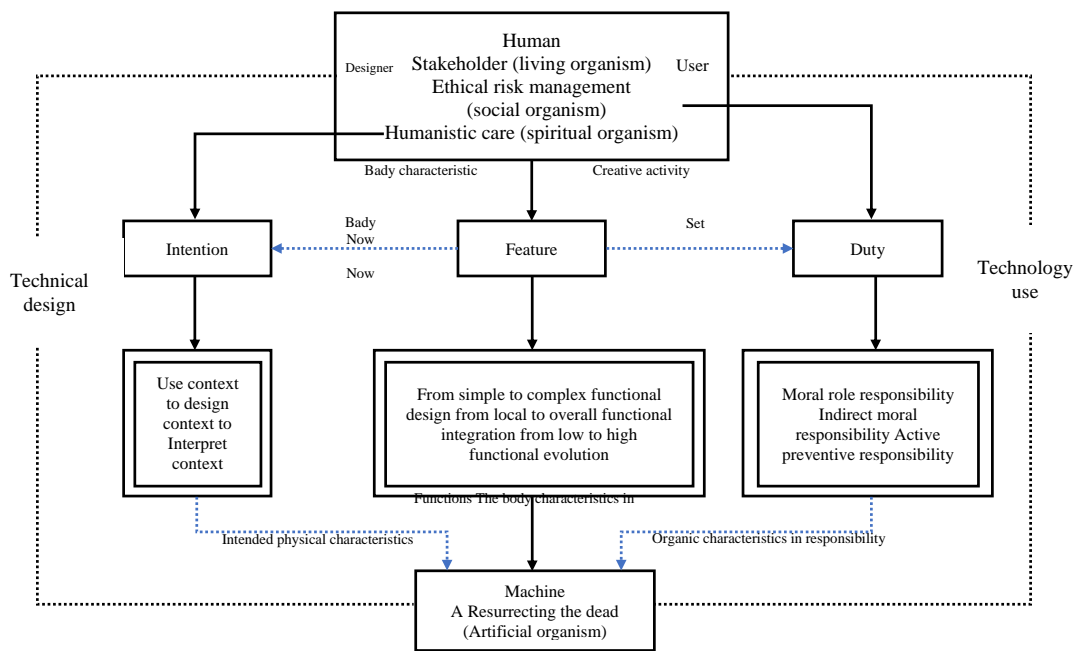 Human
Designer Stakeholder (living organism) User
Ethical risk management
(social organism)
Humanistic care (spiritual organism)
Bady characteristic
Creative activity
Intention
Bady
Now
Now
Feature
Set
Duty
Technical
design
Technology
use
Use context
to design
context to
Interpret
context
From simple to complex functional
design from local to overall functional
integration from low to high
functional evolution
Moral role responsibility
Indirect moral
responsibility Active
preventive responsibility
Functions The body characteristics in
Intended physical characteristics
Organic characteristics in responsibility
Machine
A Resurrecting the dead
(Artificial organism)